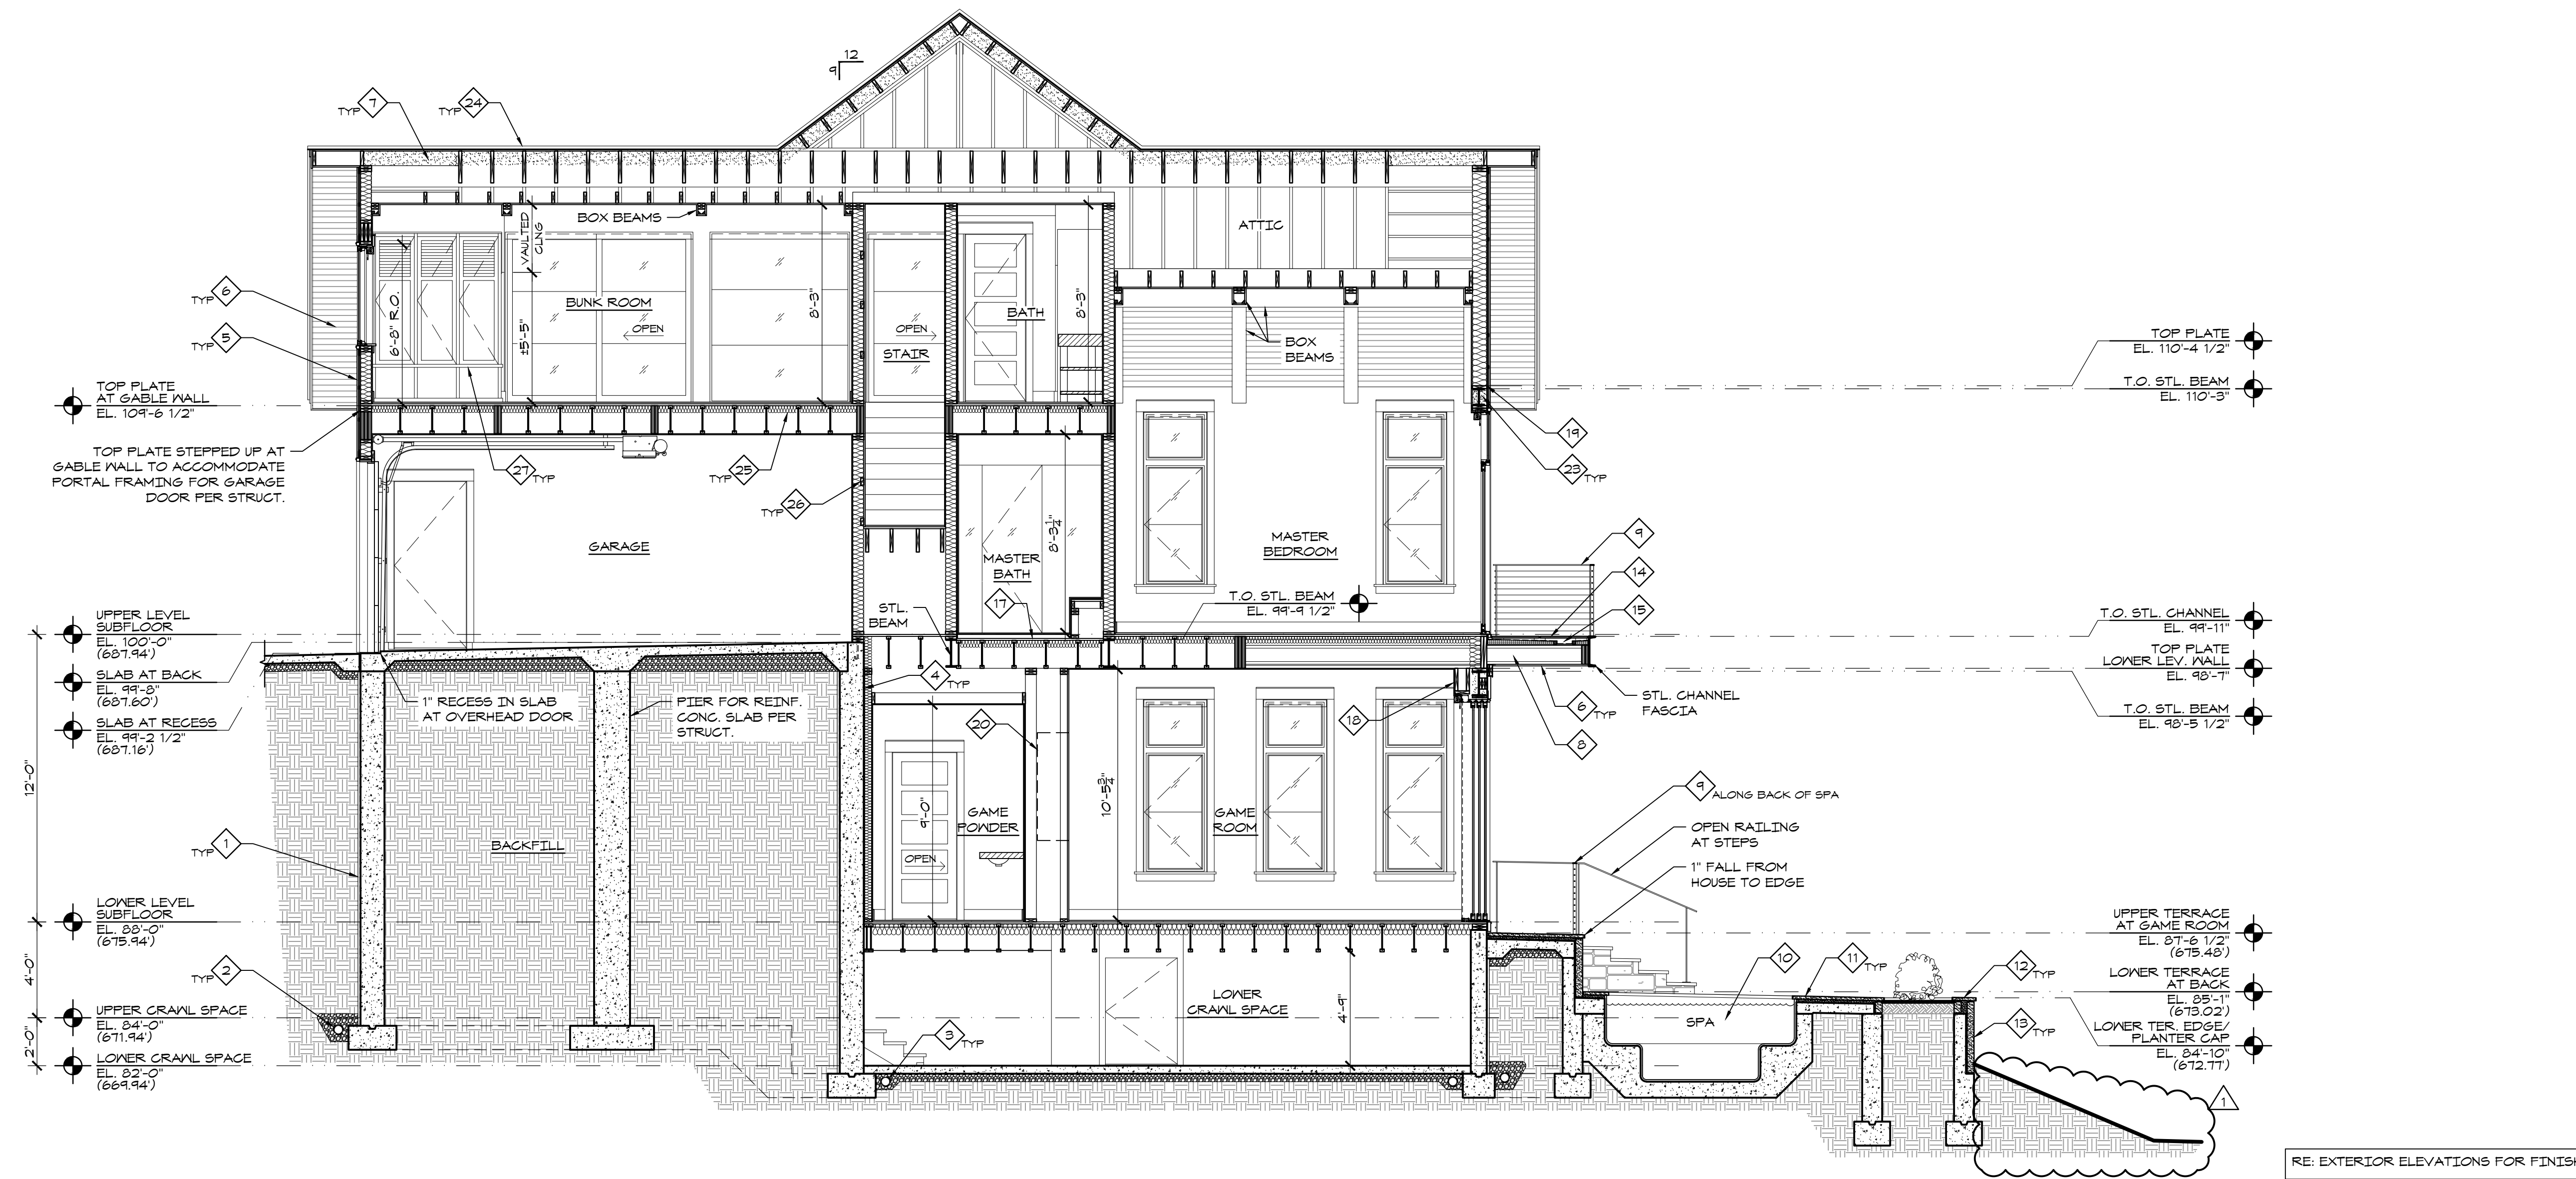 12
9
TYP 7
TYP 24
BOX BEAMS
VAULTED
CLNG
ATTIC
TYP 6
TYP 5
6'-8" R.O.
BUNK ROOM
OPEN
±5'-5"
8'-3"
OPEN
STAIR
BATH
8'-3"
BOX
BEAMS
TOP PLATE
EL. 110'-4 1/2"
T.O. STL. BEAM
EL. 110'-3"
TOP PLATE
AT GABLE WALL
EL. 109'-6 1/2"
TOP PLATE STEPPED UP AT
GABLE WALL TO ACCOMMODATE
PORTAL FRAMING FOR GARAGE
DOOR PER STRUCT.
27 TYP
TYP 25
TYP 26
19
23 TYP
GARAGE
MASTER
BATH
8'-3 1/4"
MASTER
BEDROOM
9
14
15
17
STL.
BEAM
T.O. STL. BEAM
EL. 99'-9 1/2"
UPPER LEVEL
SUBFLOOR
EL. 100'-0"
(687.94')
SLAB AT BACK
EL. 99'-8"
(687.60')
SLAB AT RECESS
EL. 99'-2 1/2"
(687.16')
T.O. STL. CHANNEL
EL. 99'-11"
TOP PLATE
LOWER LEV. WALL
EL. 98'-7"
T.O. STL. BEAM
EL. 98'-5 1/2"
1" RECESS IN SLAB
AT OVERHEAD DOOR
PIER FOR REINF.
CONC. SLAB PER
STRUCT.
4 TYP
20
18
STL. CHANNEL
FASCIA
6 TYP
8
12'-0"
TYP 1
BACKFILL
9'-0"
OPEN
GAME
POWDER
10'-5 3/4"
GAME
ROOM
9 ALONG BACK OF SPA
OPEN RAILING
AT STEPS
1" FALL FROM
HOUSE TO EDGE
LOWER LEVEL
SUBFLOOR
EL. 88'-0"
(675.94')
4'-0"
TYP 2
UPPER CRAWL SPACE
EL. 84'-0"
(671.94')
2'-0"
LOWER CRAWL SPACE
EL. 82'-0"
(669.94')
3 TYP
LOWER
CRAWL SPACE
4'-9"
SPA
10
11 TYP
12 TYP
13 TYP
UPPER TERRACE
AT GAME ROOM
EL. 87'-6 1/2"
(675.48')
LOWER TERRACE
AT BACK
EL. 85'-1"
(673.02')
LOWER TER. EDGE/
PLANTER CAP
EL. 84'-10"
(672.77')
1
RE: EXTERIOR ELEVATIONS FOR FINISH